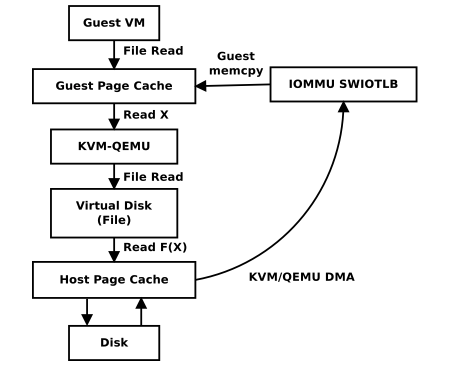 Guest VM
File Read
Guest
memcpy
Guest Page Cache
IOMMU SWIOTLB
Read X
KVM-QEMU
File Read
Virtual Disk
(File)
Read F(X)
Host Page Cache
KVM/QEMU DMA
Disk